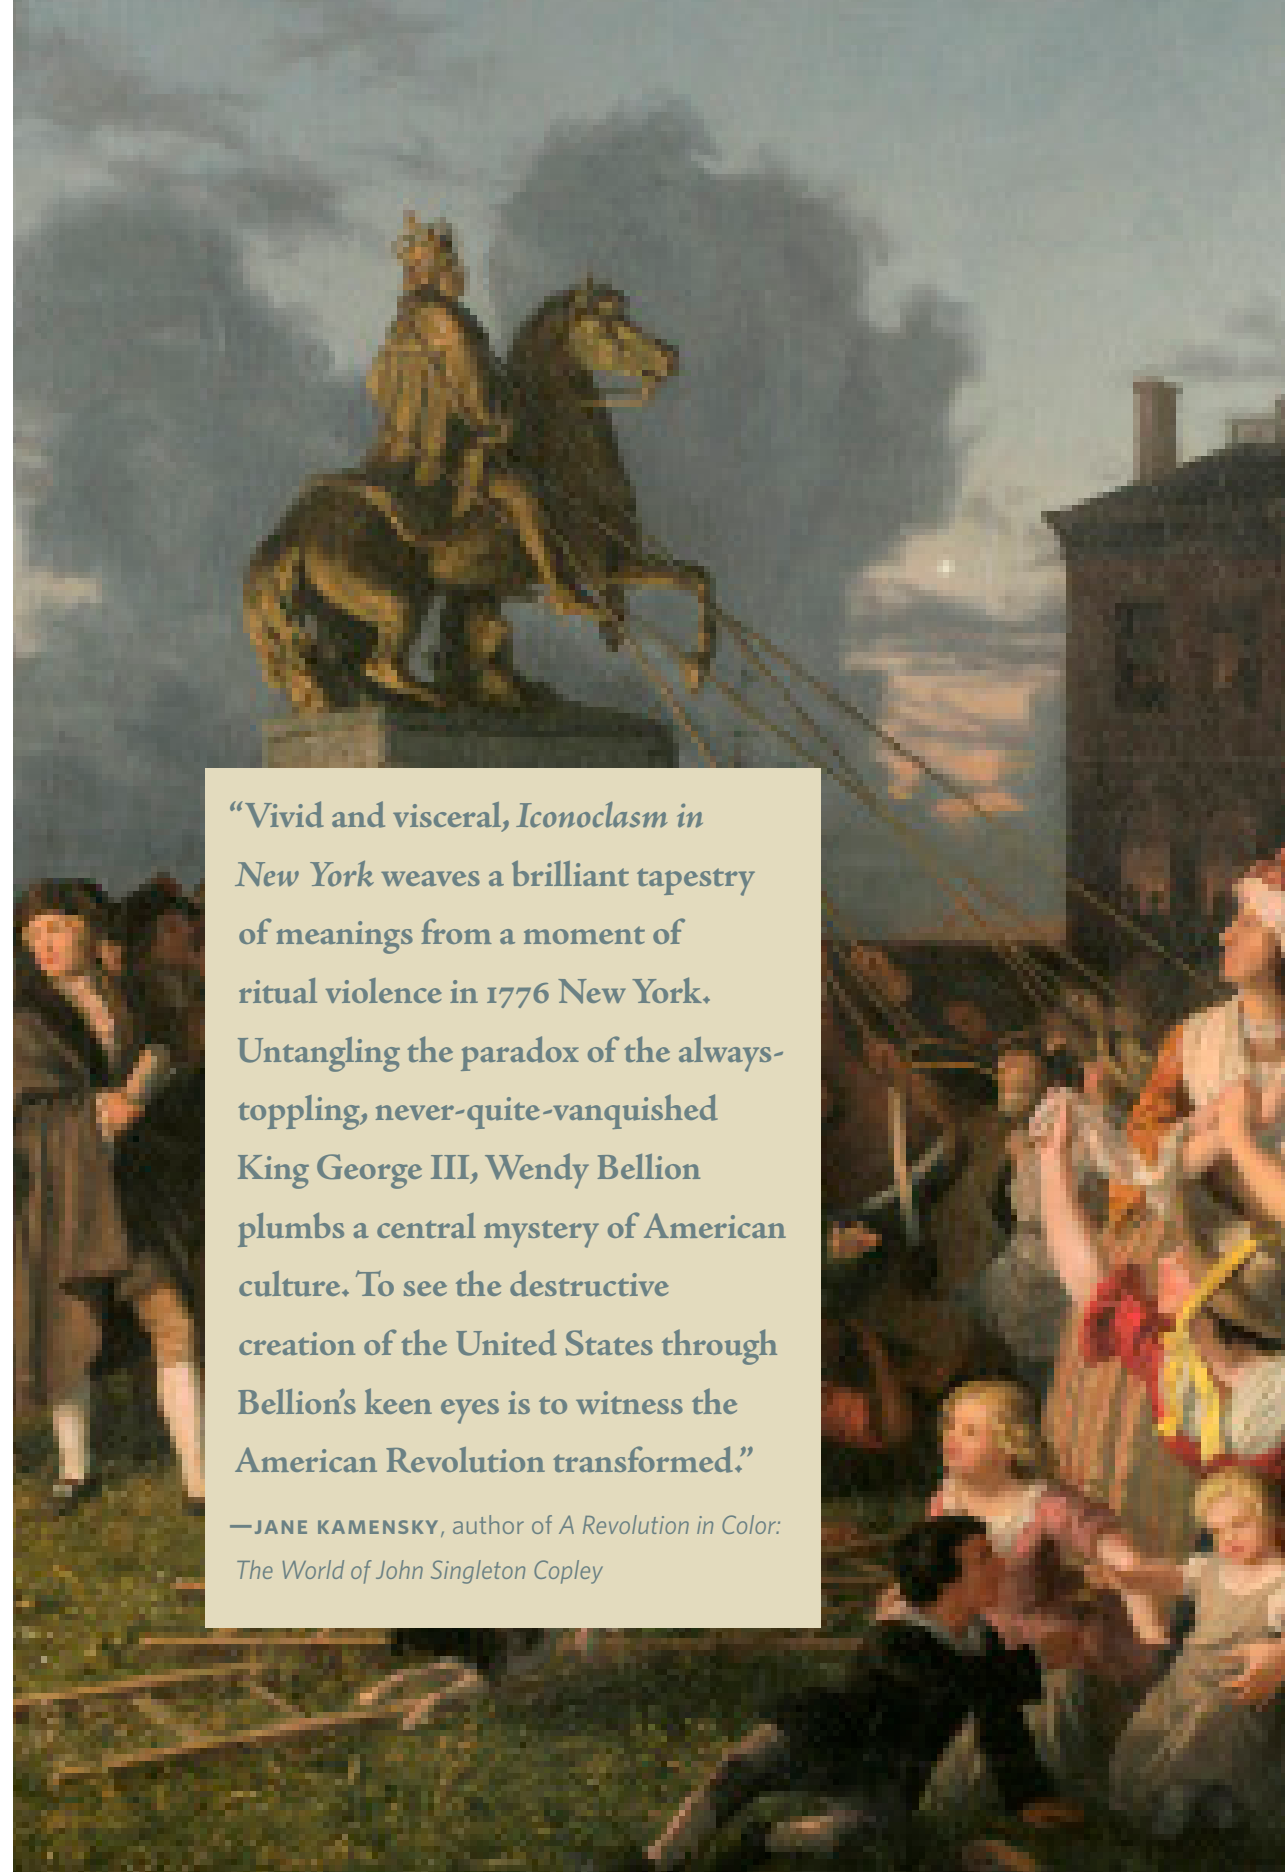 “Vivid and visceral, Iconoclasm in
New York weaves a brilliant tapestry
of meanings from a moment of
ritual violence in 1776 New York.
Untangling the paradox of the always-
toppling, never-quite-vanquished
King George III, Wendy Bellion
plumbs a central mystery of American
culture. To see the destructive
creation of the United States through
Bellion’s keen eyes is to witness the
American Revolution transformed.”
—JANE KAMENSKY, author of A Revolution in Color:
The World of John Singleton Copley